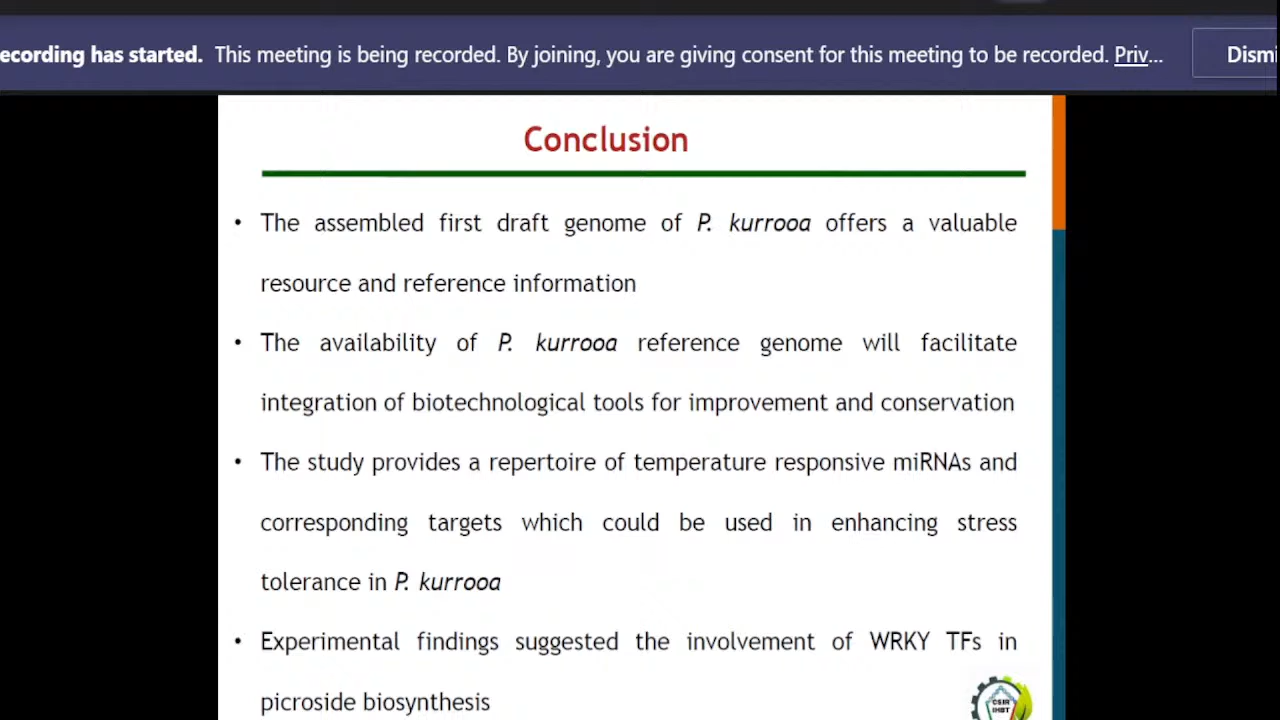 ecording has started. This meeting is being recorded. By joining, you are giving consent for this meeting to be recorded. Priv...
Conclusion
• The assembled first draft genome of P. kurrooa offers a valuable
resource and reference information
• The availability of P. kurrooa reference genome will facilitate
integration of biotechnological tools for improvement and conservation
• The study provides a repertoire of temperature responsive miRNAs and
corresponding targets which could be used in enhancing stress
tolerance in P. kurrooa
• Experimental findings suggested the involvement of WRKY TFs in
picroside biosynthesis
CSIR
IHBT